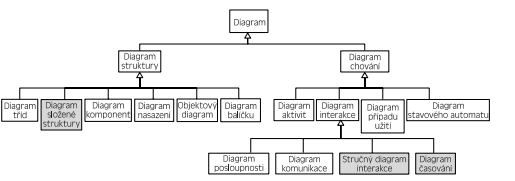 Diagram
Diagram
struktury
Diagram
chování
Diagram
tříd
Diagram
složené
struktury
Diagram
komponent
Diagram
nasazení
Objektový
diagram
Diagram
balíčku
Diagram
aktivit
Diagram
interakce
Diagram
případu
užití
Diagram
stavového automatu
Diagram
posloupnosti
Diagram
komunikace
Stručný diagram
interakce
Diagram
časování